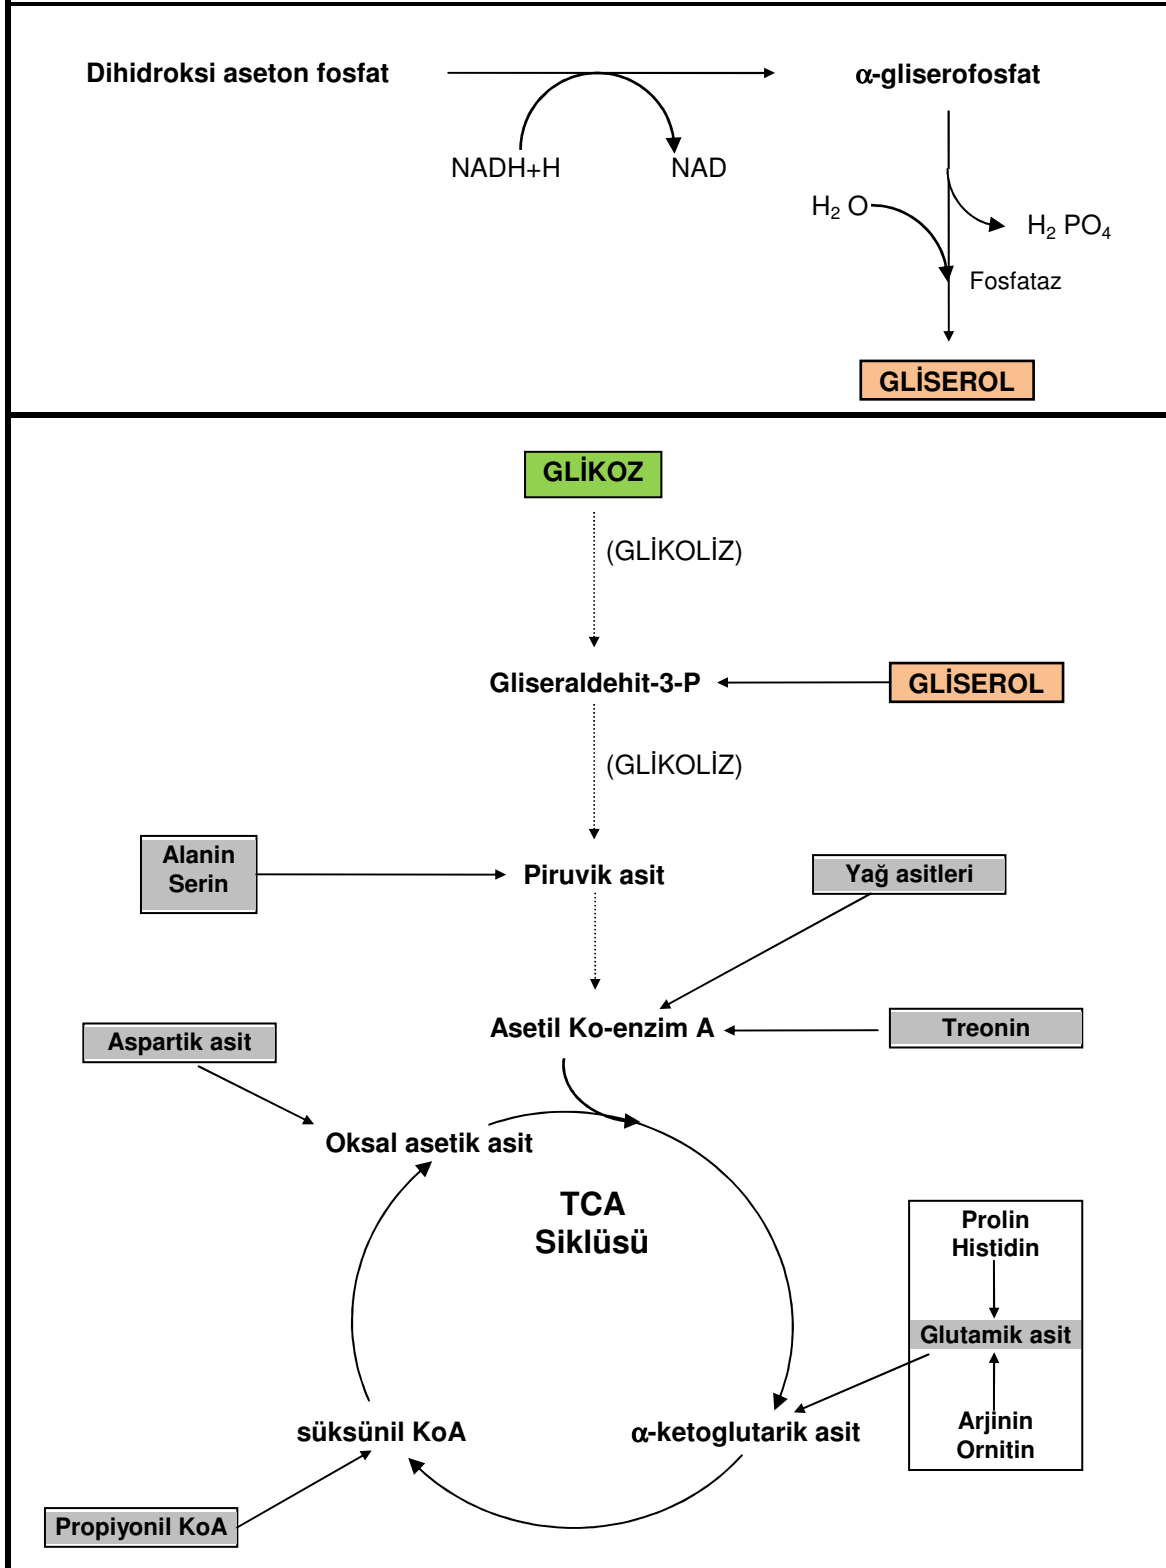 Dihidroksi aseton fosfat
α-gliserofosfat
NADH+H
NAD
H₂ O
H₂ PO₄
Fosfataz
GLİSEROL
GLİKOZ
(GLİKOLİZ)
Gliseraldehit-3-P
GLİSEROL
(GLİKOLİZ)
Alanin
Serin
Piruvik asit
Yağ asitleri
Asetil Ko-enzim A
Treonin
Aspartik asit
Oksal asetik asit
TCA
Siklüsü
Prolin
Histidin
Glutamik asit
Arjinin
Ornitin
süksünil KoA
α-ketoglutarik asit
Propiyonil KoA